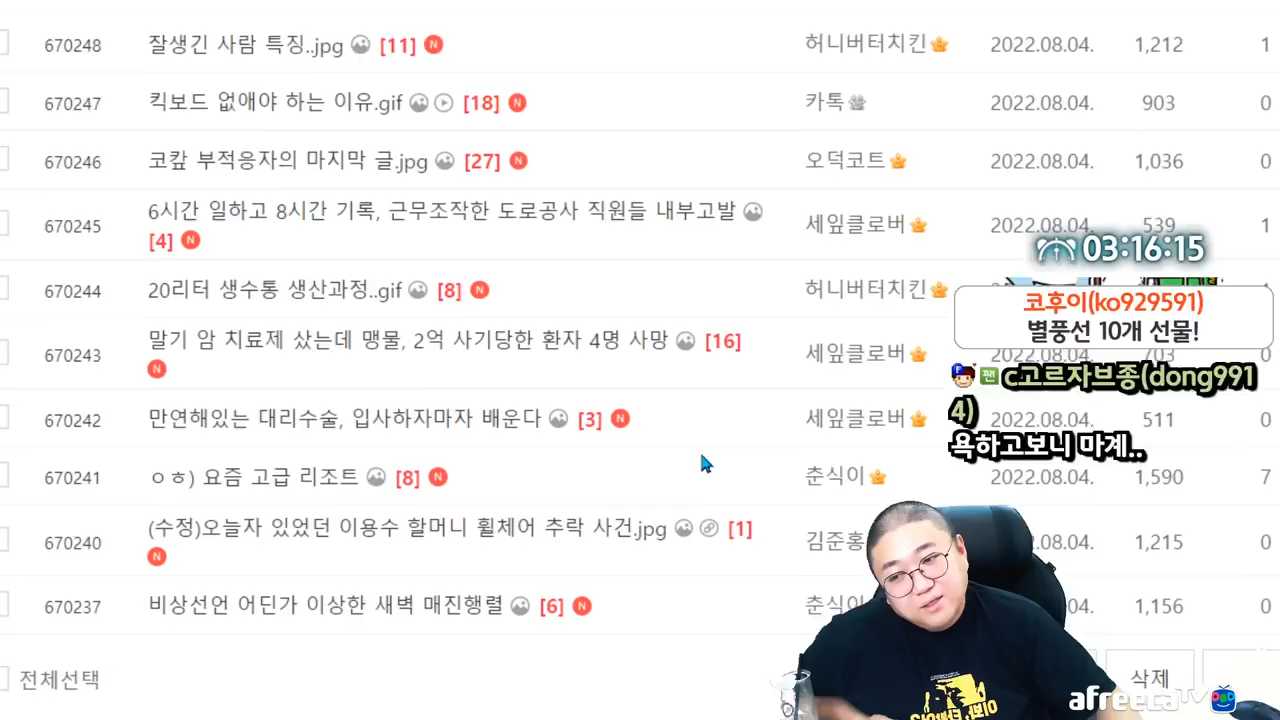 670248 잘생긴 사람 특징..jpg [11] N 허니버터치킨 2022.08.04. 1,212 1
670247 킥보드 없애야 하는 이유.gif [18] N 카톡 2022.08.04. 903 0
670246 코캎 부적응자의 마지막 글.jpg [27] N 오덕코트 2022.08.04. 1,036 0
670245 6시간 일하고 8시간 기록, 근무조작한 도로공사 직원들 내부고발 세잎클로버 2022.08.04. 539 1
[4] N
03:16:15
670244 20리터 생수통 생산과정..gif [8] N 허니버터치킨
코후이(ko929591)
별풍선 10개 선물!
670243 말기 암 치료제 샀는데 맹물, 2억 사기당한 환자 4명 사망 [16] 세잎클로버 703 0
N
F 팬 c고르자브종(dong991
4)
욕하고보니 마계..
670242 만연해있는 대리수술, 입사하자마자 배운다 [3] N 세잎클로버 2022.08.04. 511 0
670241 ㅇㅎ) 요즘 고급 리조트 [8] N 춘식이 2022.08.04. 1,590 7
670240 (수정)오늘자 있었던 이용수 할머니 휠체어 추락 사건.jpg [1] 김준홍 .08.04. 1,215 0
N
670237 비상선언 어딘가 이상한 새벽 매진행렬 [6] N 춘식이 04. 1,156 0
전체선택 삭제
afreecaTV